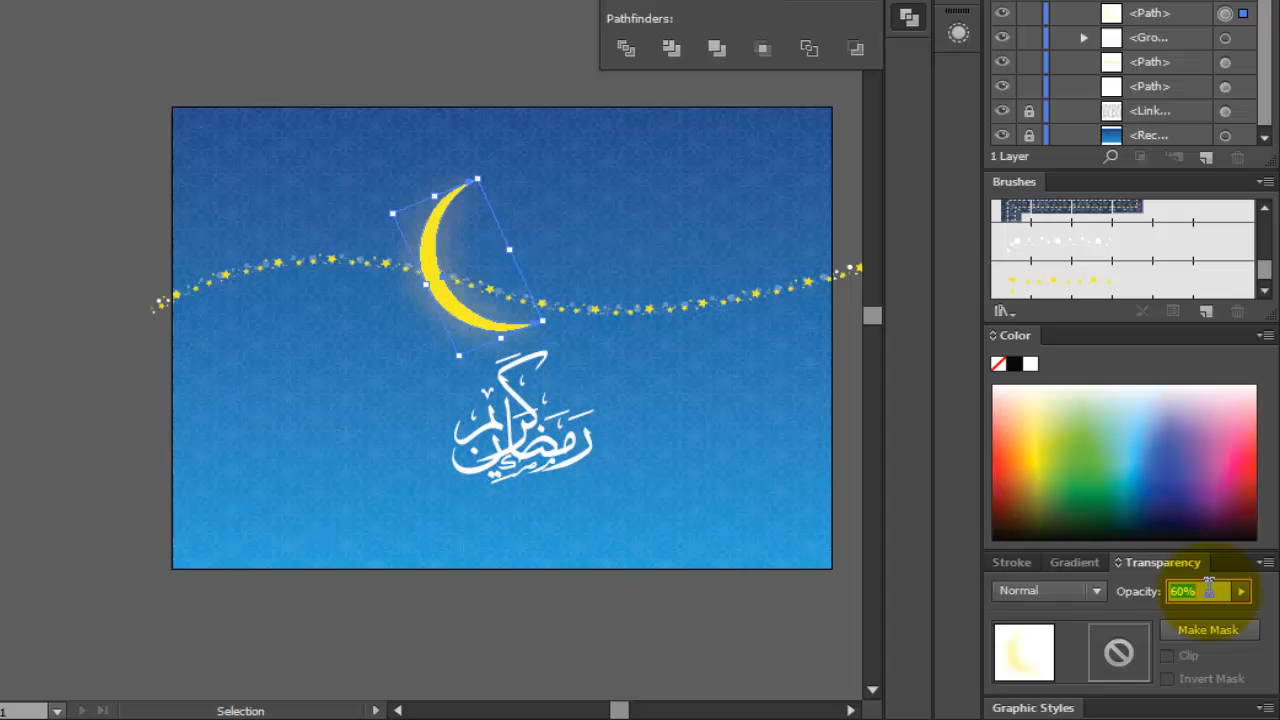 Pathfinders:
<Path>
<Gro...
<Path>
<Path>
<Link...
<Rec...
1 Layer
Brushes
Color
رمضان كريم
Stroke
Gradient
Transparency
Normal
Opacity:
60%
Make Mask
Clip
Invert Mask
1
Selection
Graphic Styles